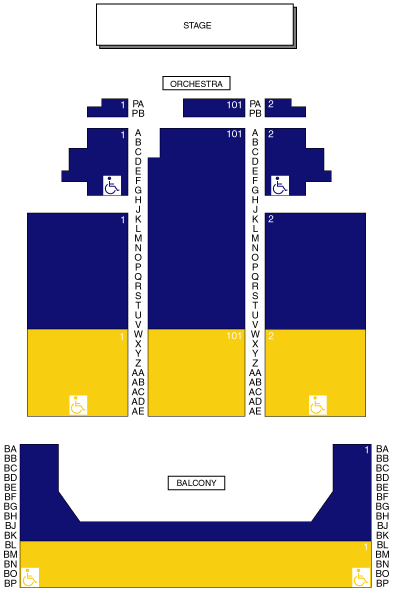 STAGE
ORCHESTRA
1 PA 101 PA 2
PB PB
1 A 101 A 2
B B
C C
D D
E E
F F
G G
H H
J J
1 K K 2
L L
M M
N N
O O
P P
Q Q
R R
S S
T T
U U
V V
1 W 101 W 2
X X
Y Y
Z Z
AA AA
AB AB
AC AC
AD AD
AE AE
BA 1 BA
BB BB
BC BC
BD BD
BALCONY
BE BE
BF BF
BG BG
BH BH
BJ BJ
BK BK
BL 1 BL
BM BM
BN BN
BO BO
BP BP